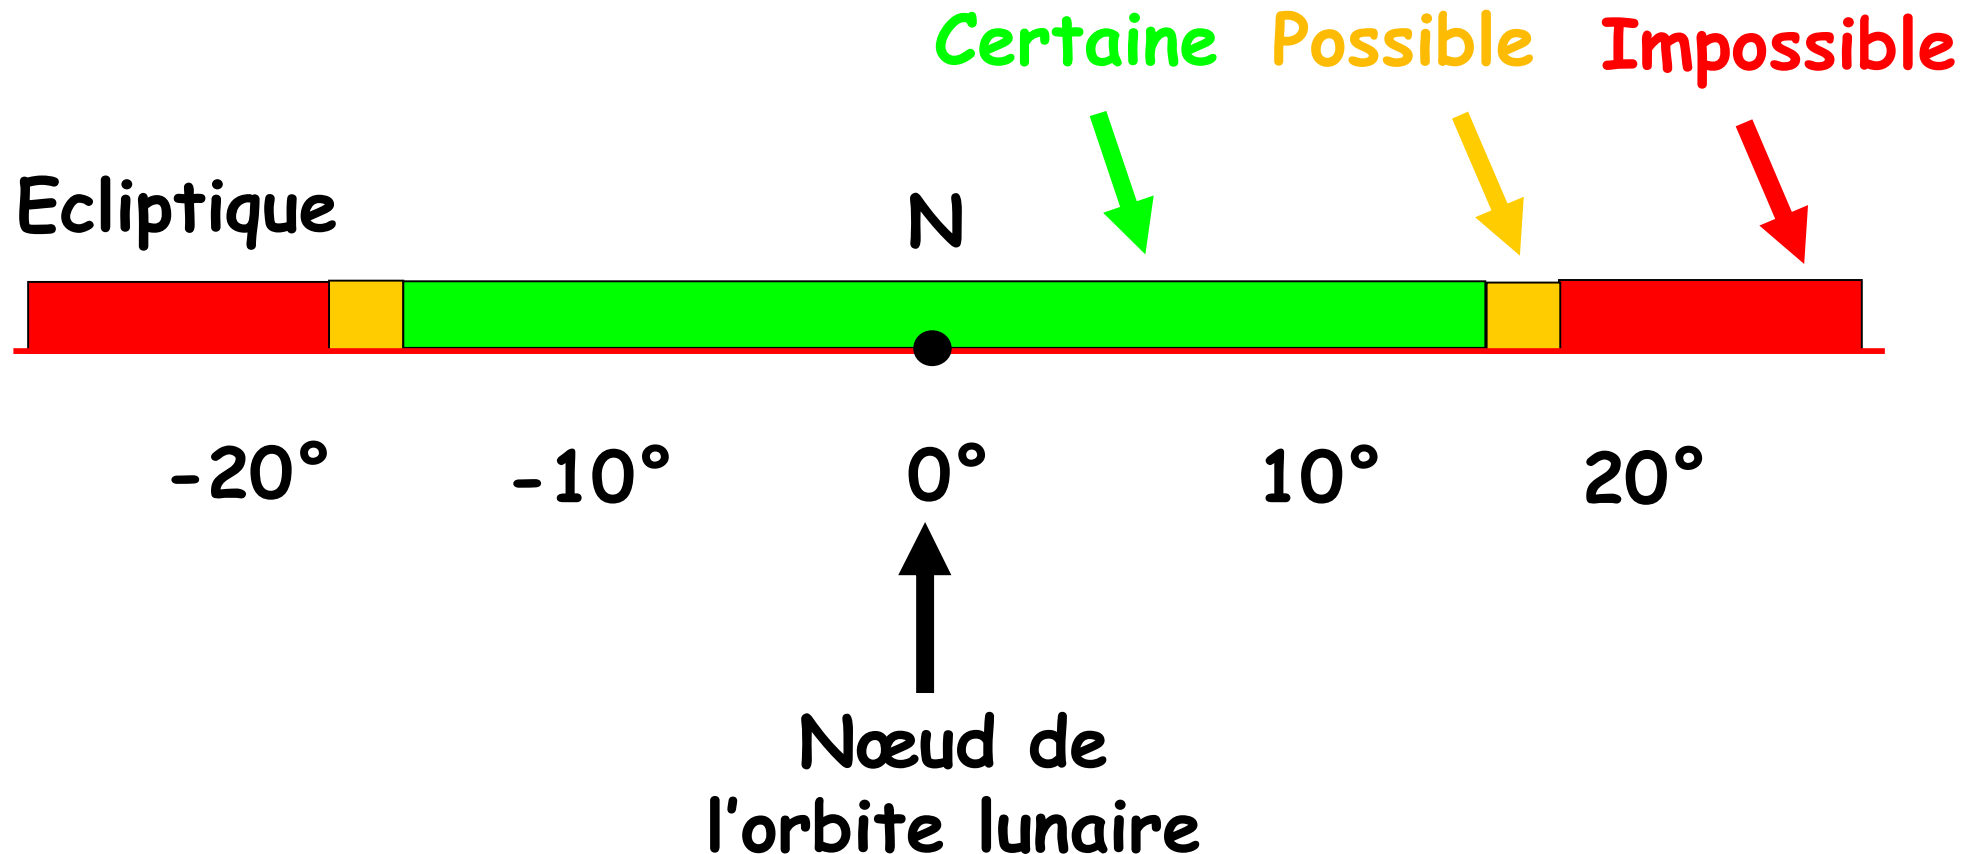 Certaine Possible Impossible
Ecliptique N
-20° -10° 0° 10° 20°
Nœud de
l'orbite lunaire